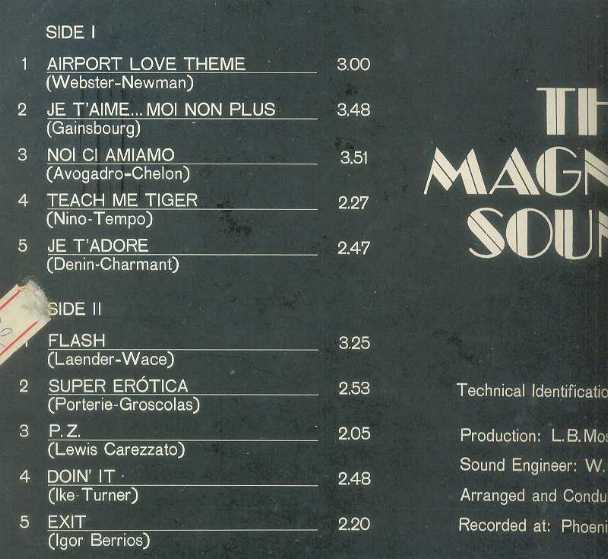 SIDE I
1 AIRPORT LOVE THEME 3.00
(Webster-Newman)
2 JE T'AIME...MOI NON PLUS 3.48
(Gainsbourg)
3 NOI CI AMIAMO 3.51
(Avogadro-Chelon)
4 TEACH ME TIGER 2.27
(Nino-Tempo)
5 JE T'ADORE 2.47
(Denin-Charmant)
SIDE II
1 FLASH 3.25
(Laender-Wace)
2 SUPER ERÓTICA 2.53
(Porterie-Groscolas)
3 P.Z. 2.05
(Lewis Carezzato)
4 DOIN' IT 2.48
(Ike-Turner)
5 EXIT 2.20
(Igor Berrios)
TH
MAGN
SOUN
Technical Identificatio
Production: L.B.Mos
Sound Engineer: W.
Arranged and Condu
Recorded at: Phoeni